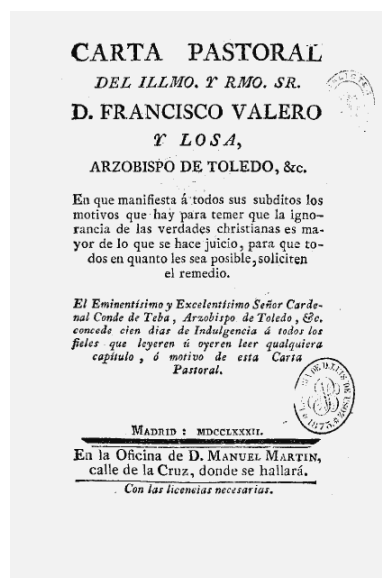 CARTA PASTORAL
DEL ILLMO. Y RMO. SR.
D. FRANCISCO VALERO
Y LOSA,
ARZOBISPO DE TOLEDO, &c.
En que manifiesta á todos sus subditos los
motivos que hay para temer que la igno-
rancia de las verdades christianas es ma-
yor de lo que se hace juicio, para que to-
dos en quanto les sea posible, soliciten
el remedio.
El Eminentísimo y Excelentísimo Señor Carde-
nal Conde de Teba, Arzobispo de Toledo, &c.
concede cien dias de Indulgencia á todos los
fieles que leyeren ú oyeren leer qualquiera
capítulo, ó motivo de esta Carta
Pastoral.
MADRID: MDCCLXXXII.
En la Oficina de D. MANUEL MARTIN,
calle de la Cruz, donde se hallará.
Con las licencias necesarias.